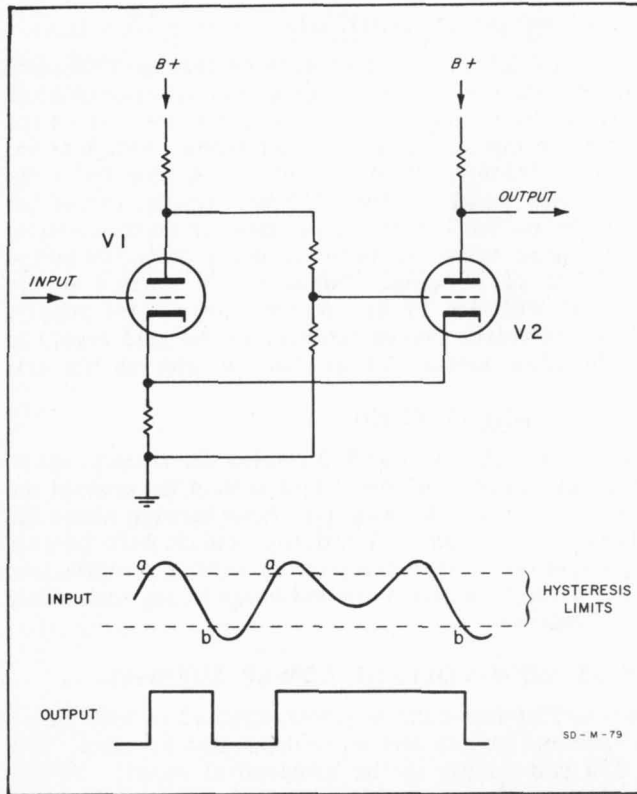 B+
B+
OUTPUT
V1
INPUT
V2
a
a
INPUT
HYSTERESIS
LIMITS
b
b
OUTPUT
SD-M-79